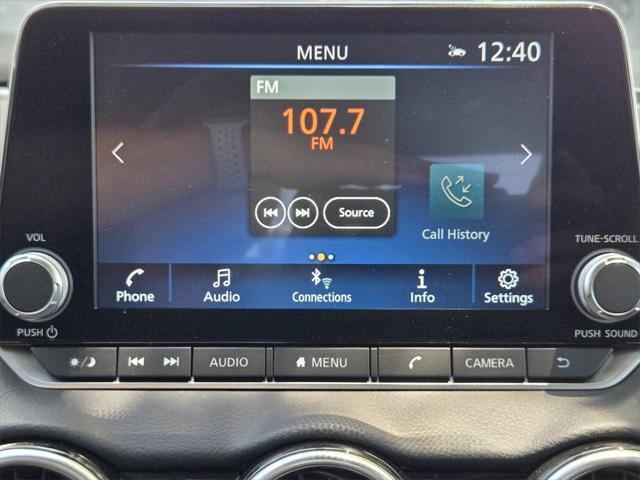 MENU 12:40
FM
107.7
FM
Source
Call History
VOL
TUNE•SCROLL
Phone Audio Connections Info Settings
PUSH
PUSH SOUND
AUDIO MENU CAMERA